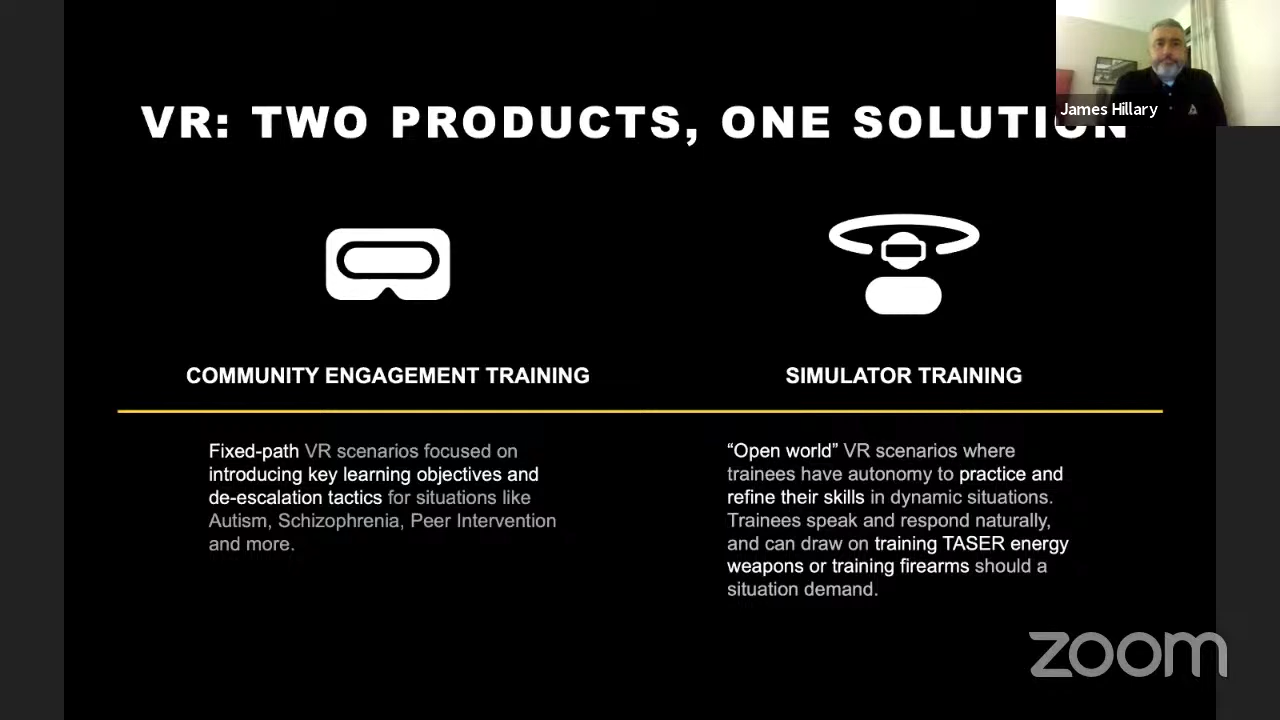 VR: TWO PRODUCTS, ONE SOLUTION
James Hillary
COMMUNITY ENGAGEMENT TRAINING
SIMULATOR TRAINING
Fixed-path VR scenarios focused on
introducing key learning objectives and
de-escalation tactics for situations like
Autism, Schizophrenia, Peer Intervention
and more.
“Open world” VR scenarios where
trainees have autonomy to practice and
refine their skills in dynamic situations.
Trainees speak and respond naturally,
and can draw on training TASER energy
weapons or training firearms should a
situation demand.
zoom